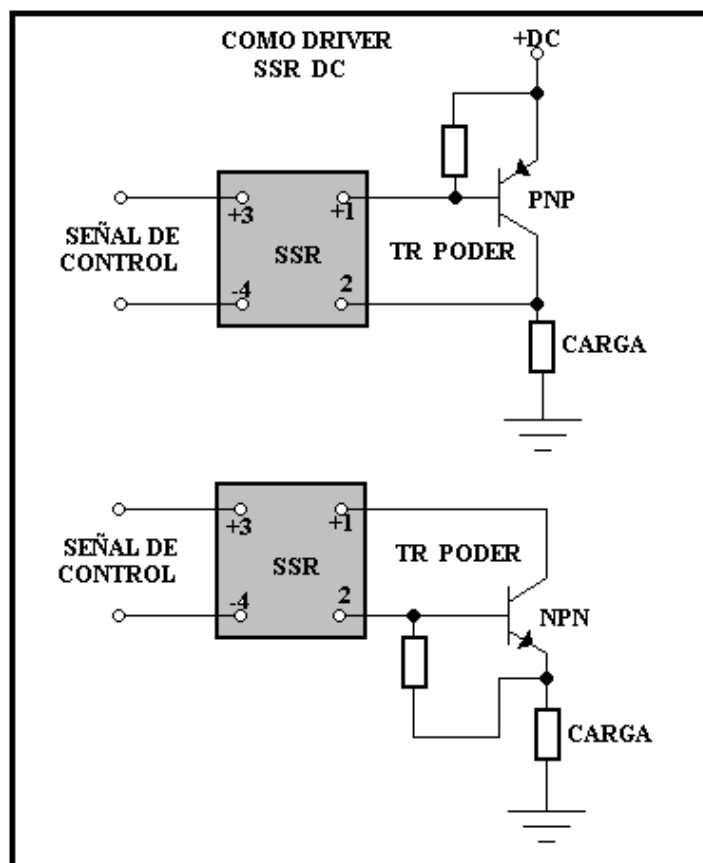 COMO DRIVER
SSR DC
+DC
+3
+1
PNP
SEÑAL DE
CONTROL
SSR
TR PODER
-4
2
CARGA
+3
+1
SEÑAL DE
CONTROL
SSR
TR PODER
-4
2
NPN
CARGA